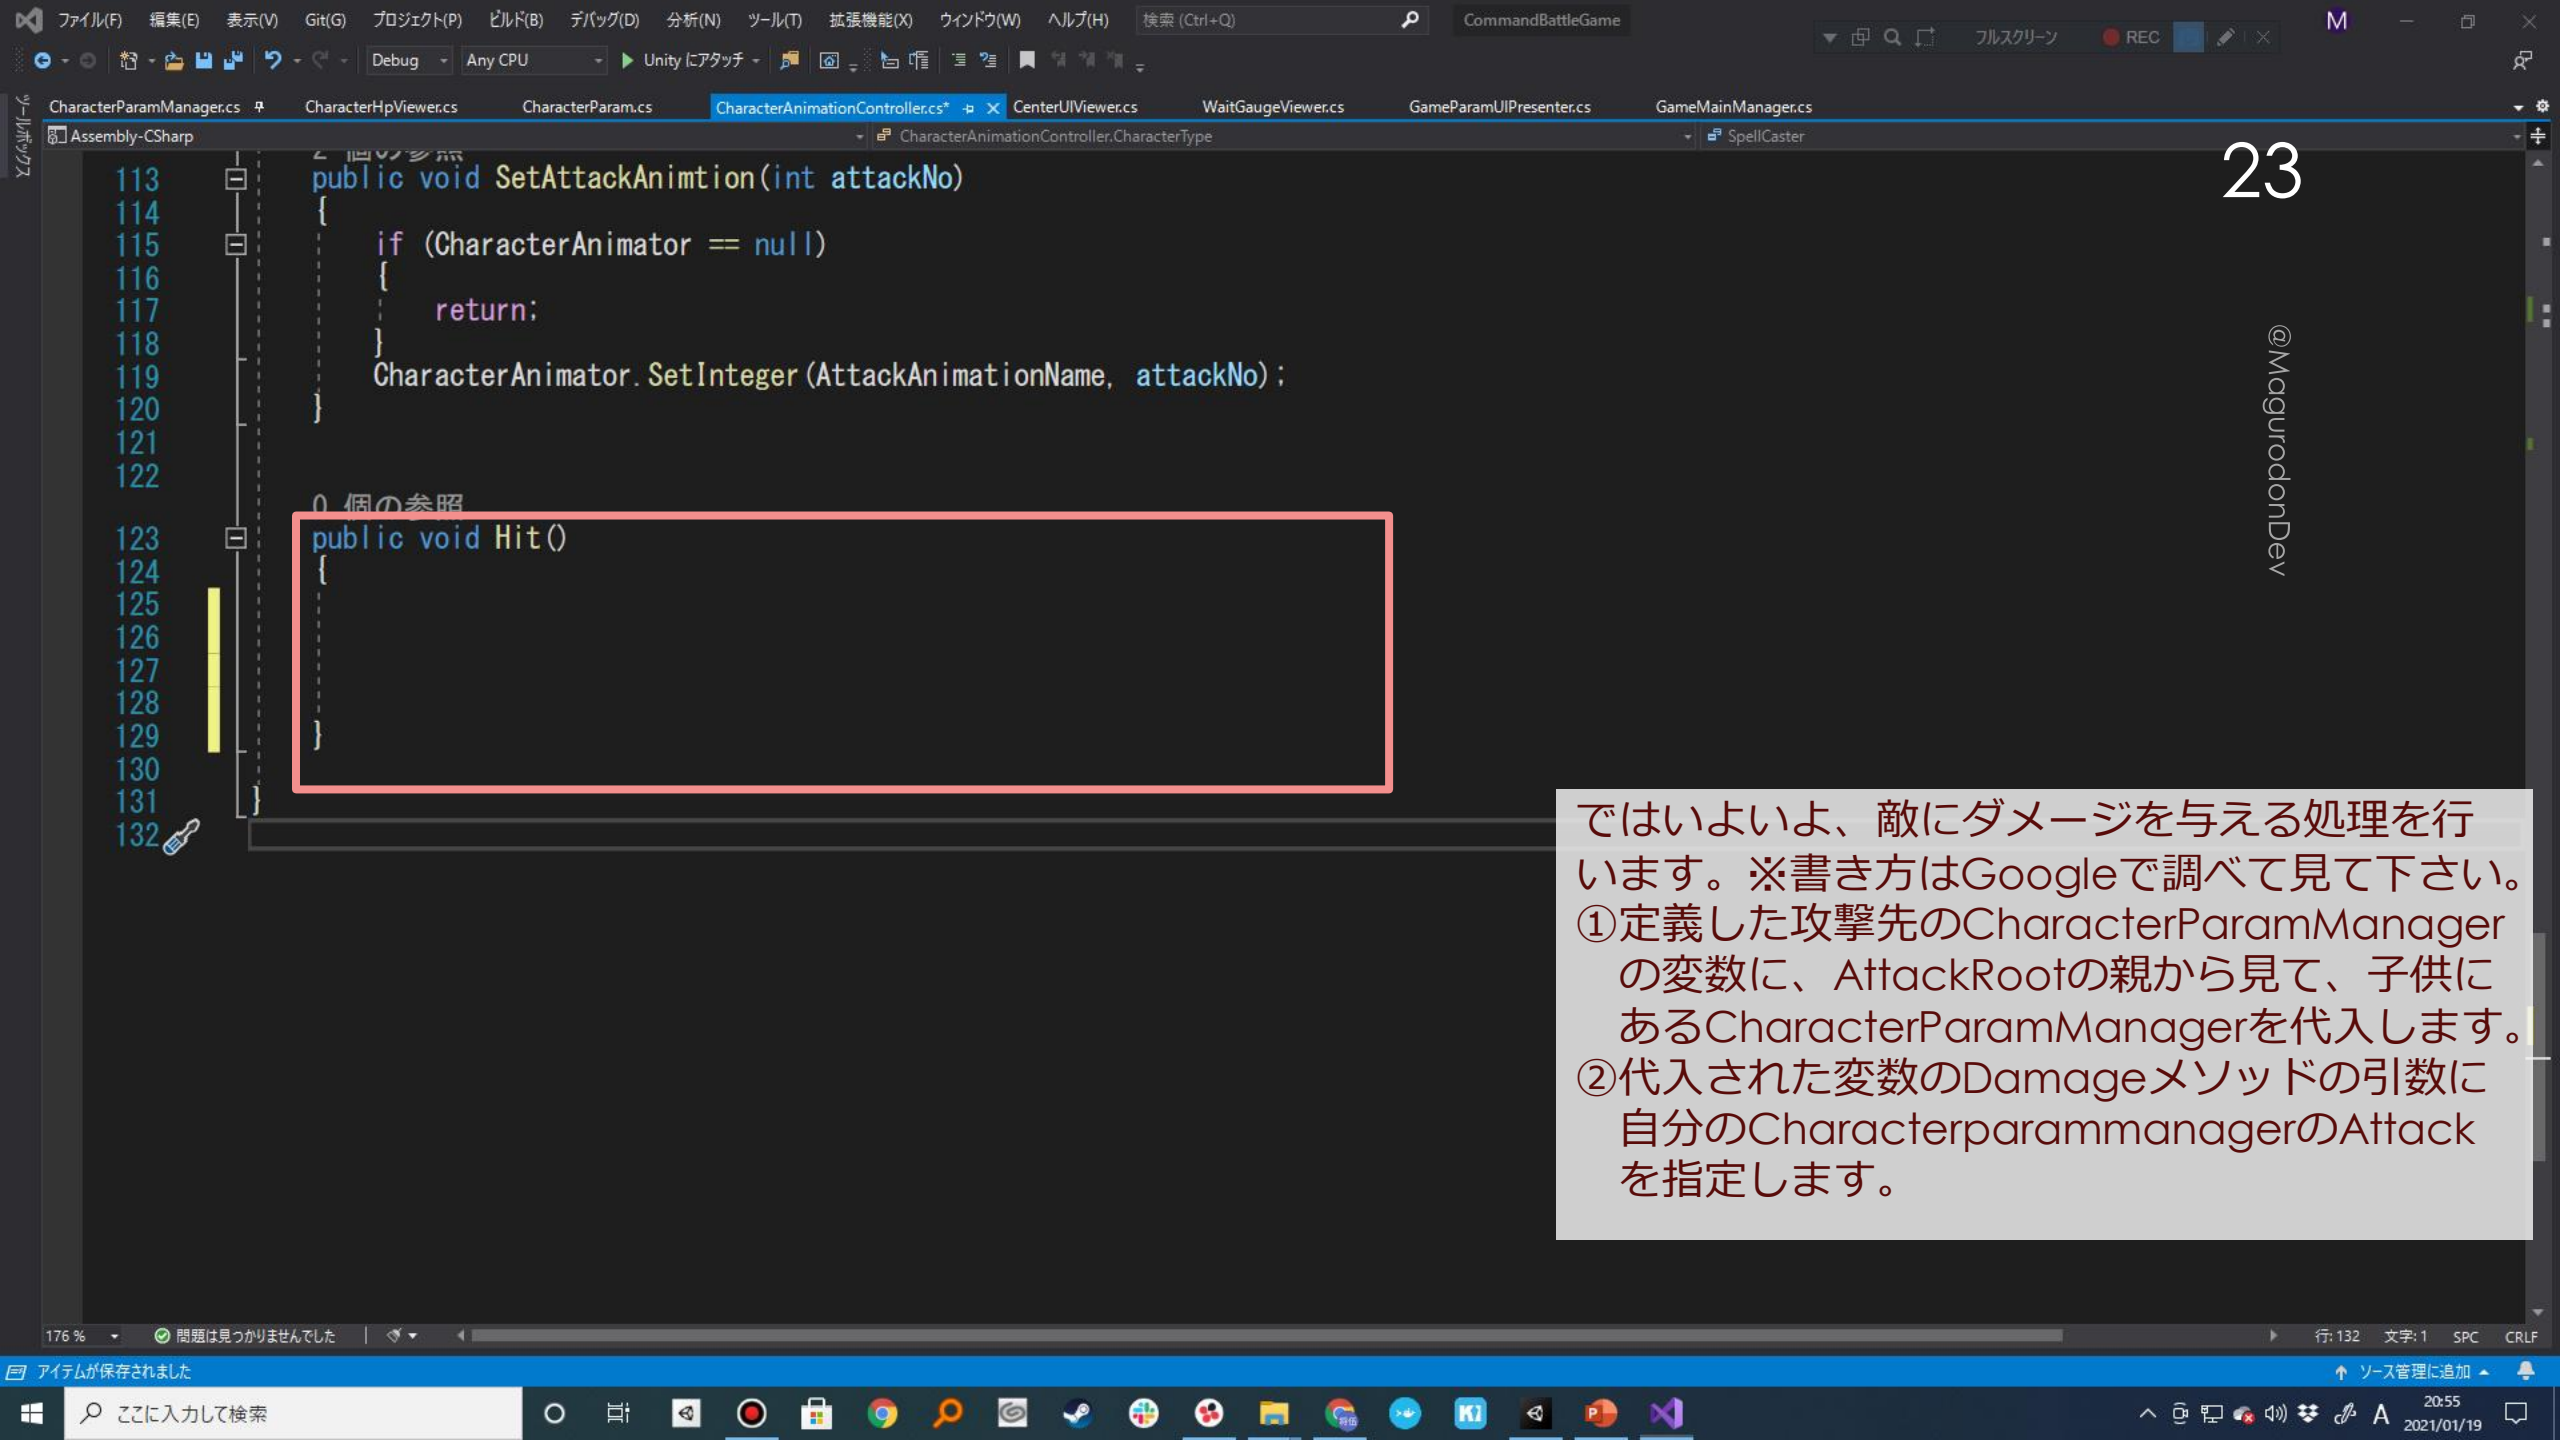 ファイル(F) 編集(E) 表示(V) Git(G) プロジェクト(P) ビルド(B) デバッグ(D) 分析(N) ツール(T) 拡張機能(X) ウィンドウ(W) ヘルプ(H) 検索 (Ctrl+Q) CommandBattleGame M
フルスクリーン REC
Debug Any CPU Unity にアタッチ
ツールボックス
CharacterParamManager.cs CharacterHpViewer.cs CharacterParam.cs CharacterAnimationController.cs* CenterUIViewer.cs WaitGaugeViewer.cs GameParamUIPresenter.cs GameMainManager.cs
Assembly-CSharp CharacterAnimationController.CharacterType SpellCaster
23
2 個の参照
113 public void SetAttackAnimtion(int attackNo)
114 {
115 if (CharacterAnimator == null)
116 {
117 return;
118 }
119 CharacterAnimator.SetInteger(AttackAnimationName, attackNo);
120 }
121
122
0 個の参照
123 public void Hit()
124 {
125
126
127
128
129 }
130
131 }
132
@MagurodonDev
ではいよいよ、敵にダメージを与える処理を行
います。※書き方はGoogleで調べて見て下さい。
①定義した攻撃先のCharacterParamManager
の変数に、AttackRootの親から見て、子供に
あるCharacterParamManagerを代入します。
②代入された変数のDamageメソッドの引数に
自分のCharacterparammanagerのAttack
を指定します。
176 % 問題は見つかりませんでした 行: 132 文字: 1 SPC CRLF
アイテムが保存されました ソース管理に追加
ここに入力して検索 A 20:55
2021/01/19